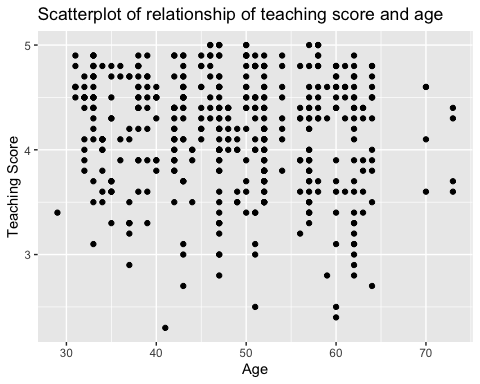 Scatterplot of relationship of teaching score and age
5
4
3
Teaching Score
30 40 50 60 70
Age